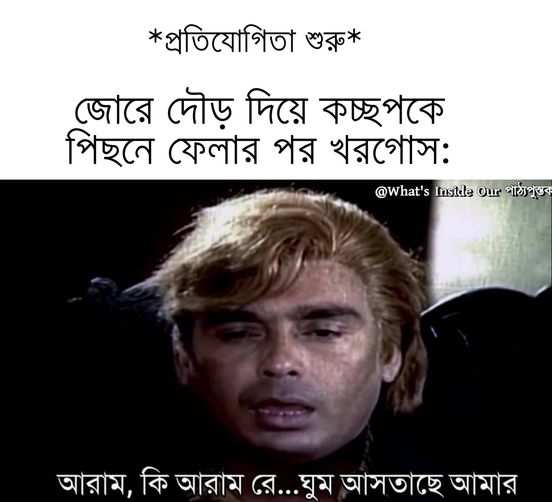 *প্রতিযোগিতা শুরু*
জোরে দৌড় দিয়ে কচ্ছপকে
পিছনে ফেলার পর খরগোস:
@What's Inside Our পাঠ্যপুস্তক
আরাম, কি আরাম রে...ঘুম আসতাছে আমার